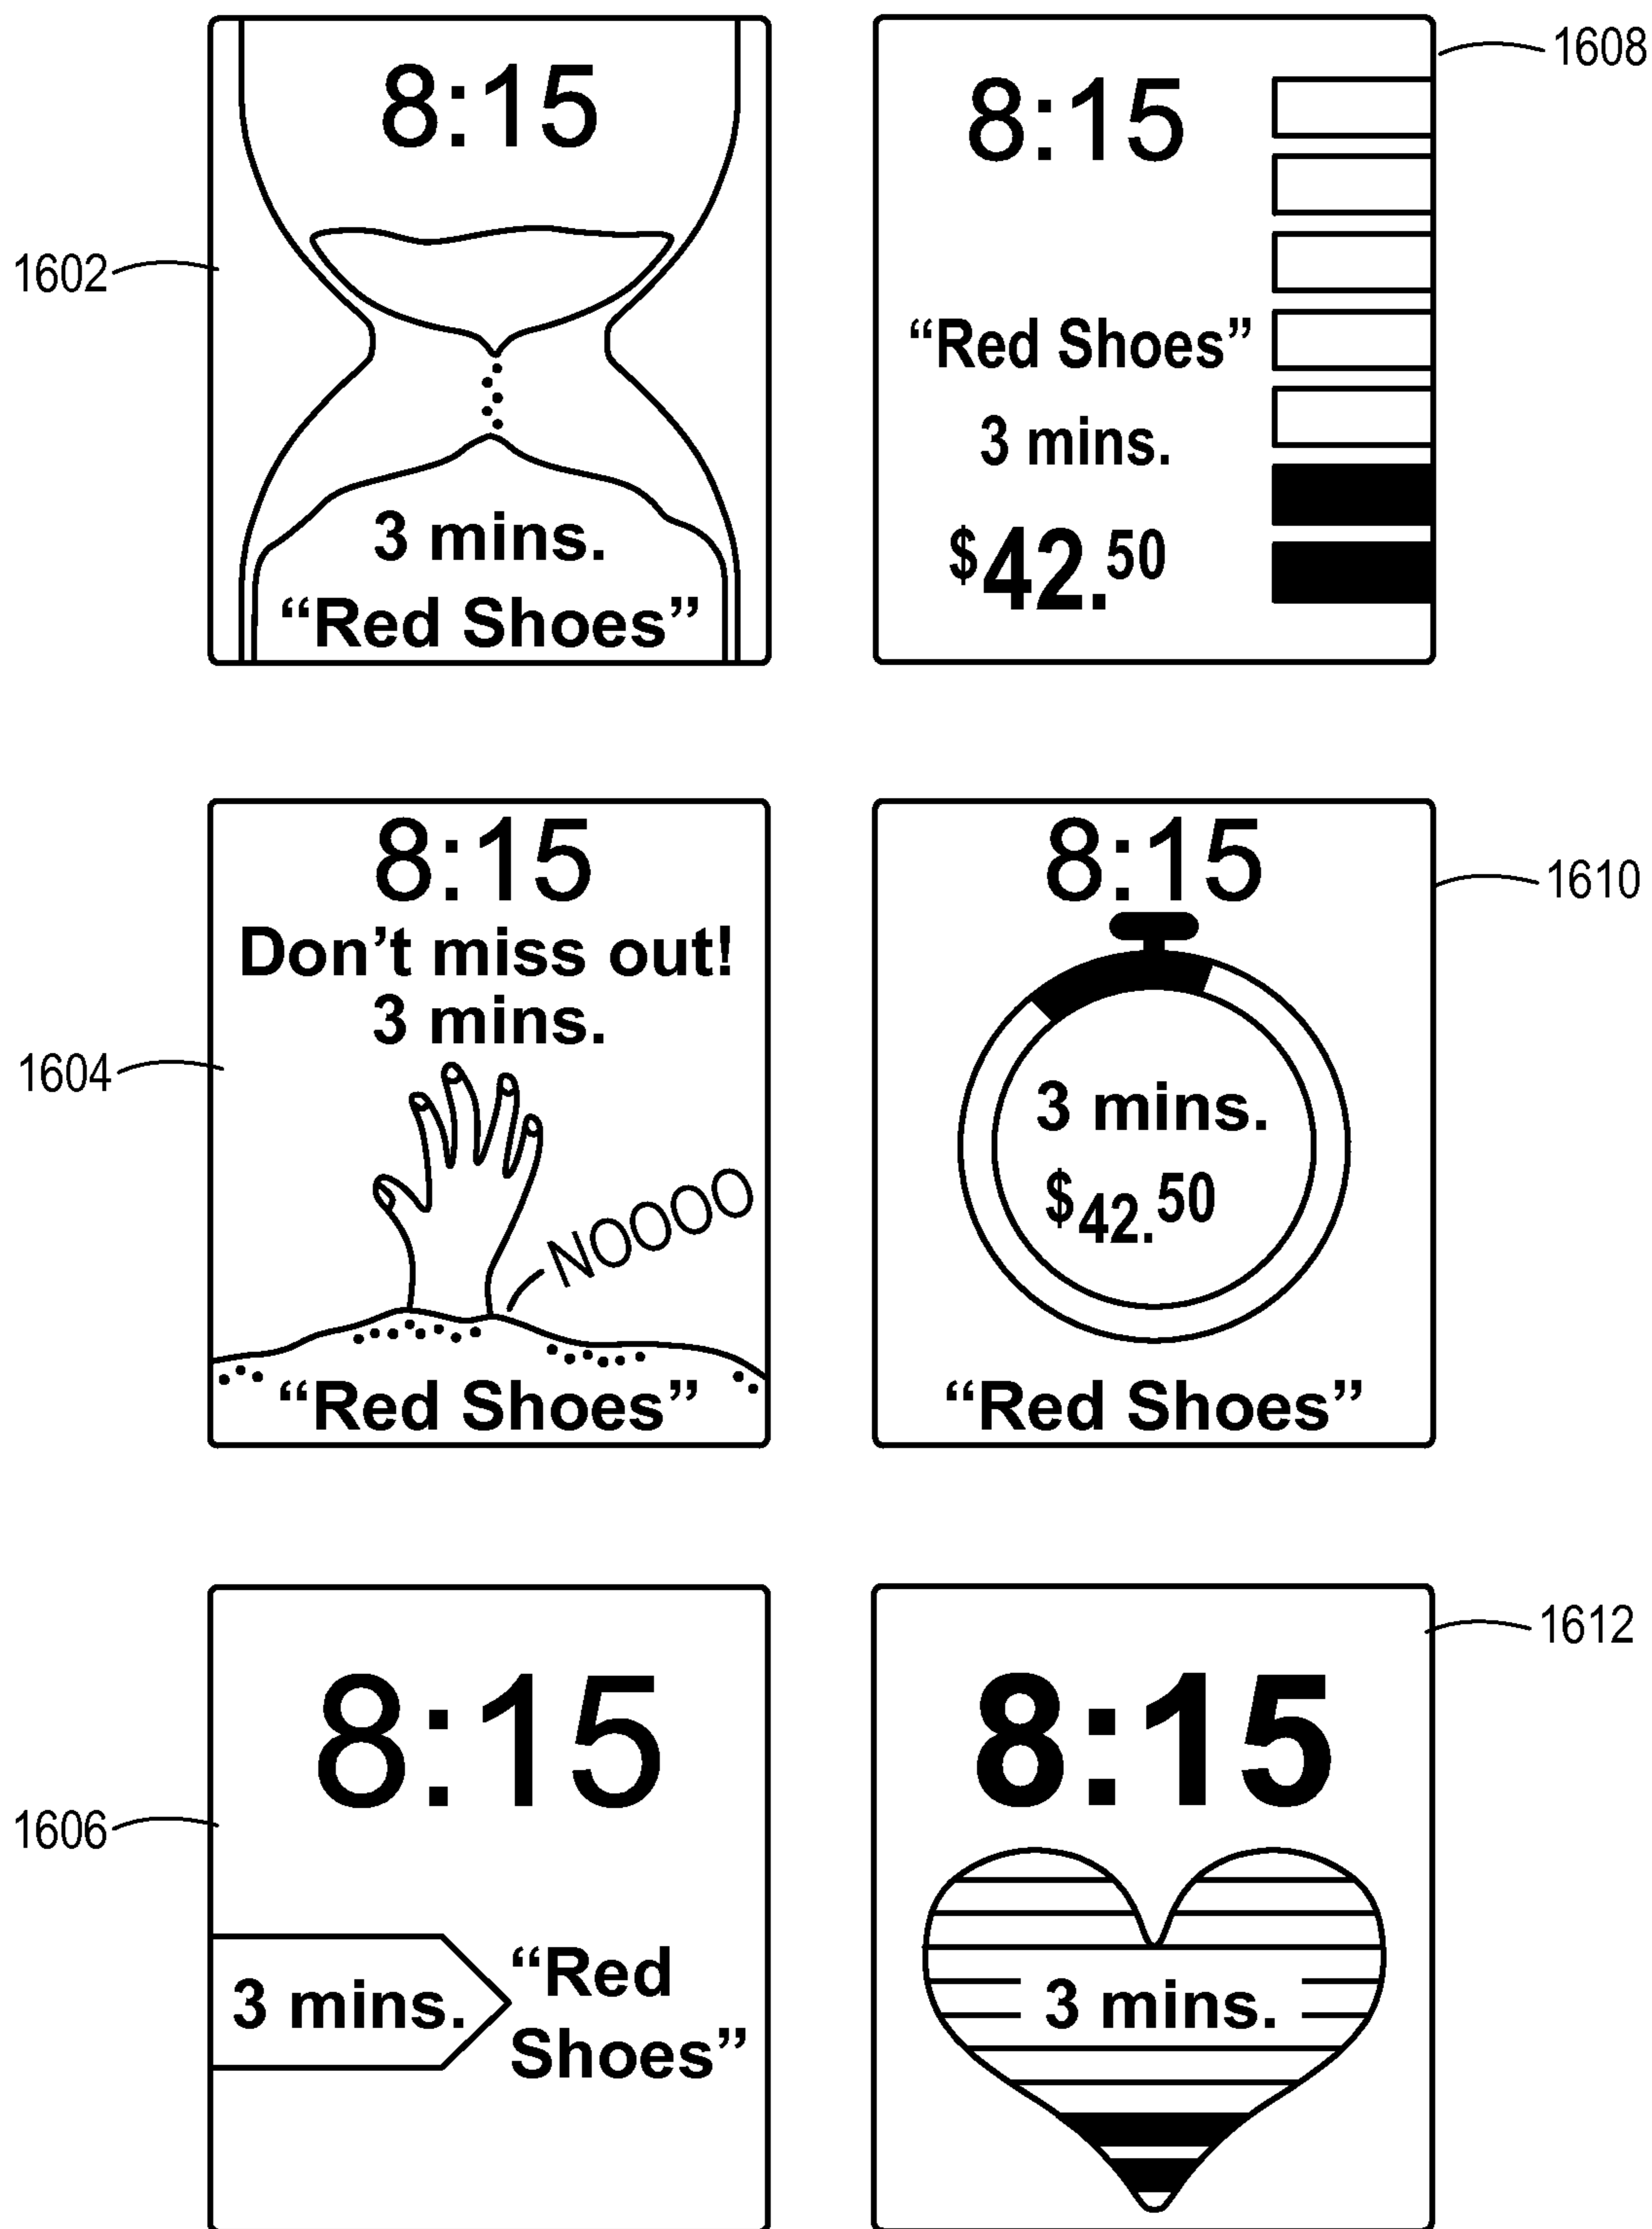 8:15
1602
3 mins.
“Red Shoes”
8:15
1608
“Red Shoes”
3 mins.
$42.50
8:15
Don’t miss out!
3 mins.
1604
NOOOO
“Red Shoes”
8:15
1610
3 mins.
$42.50
“Red Shoes”
8:15
1606
3 mins.
“Red
Shoes”
1612
8:15
3 mins.